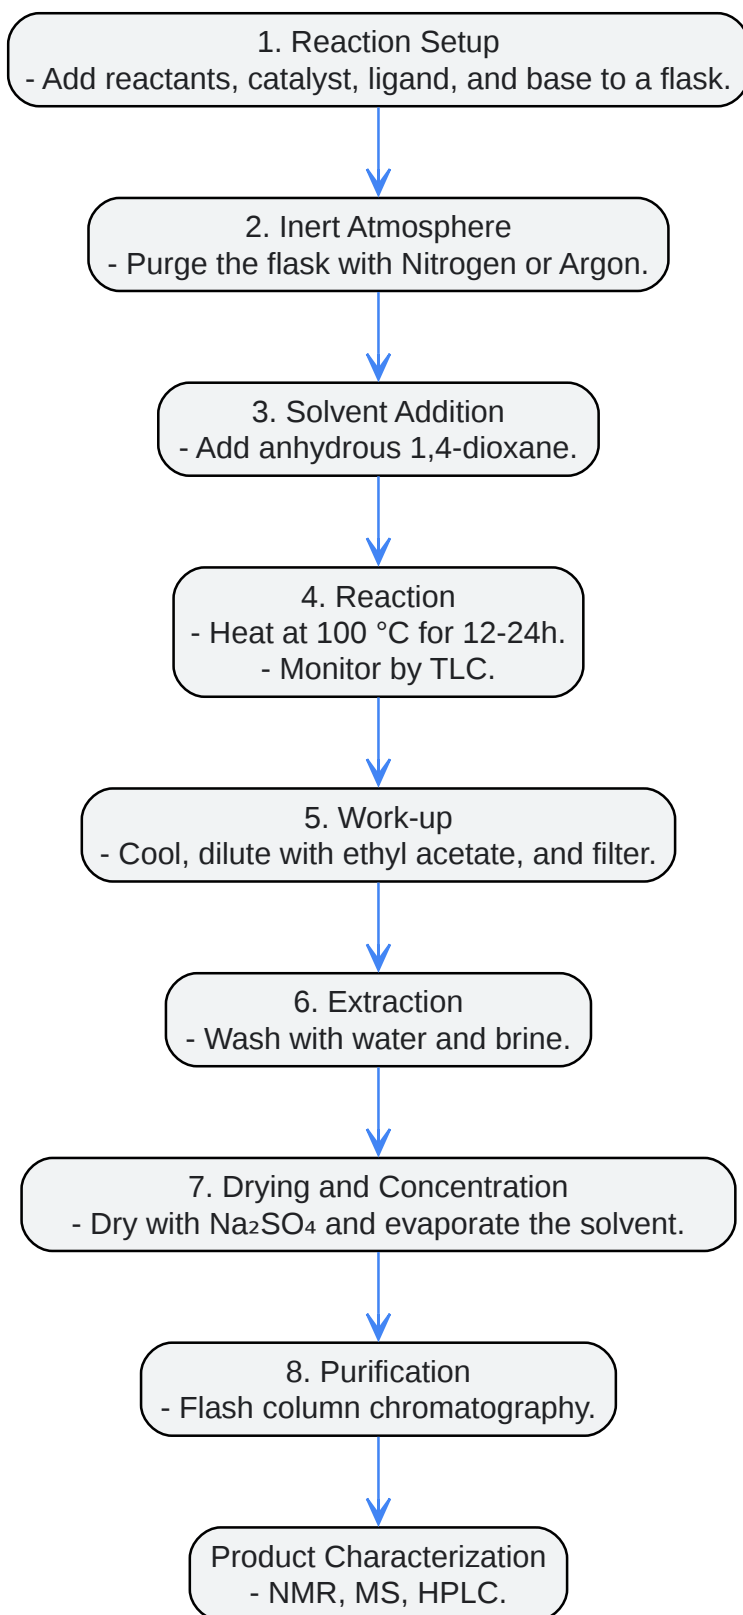 1. Reaction Setup
- Add reactants, catalyst, ligand, and base to a flask.
2. Inert Atmosphere
- Purge the flask with Nitrogen or Argon.
3. Solvent Addition
- Add anhydrous 1,4-dioxane.
4. Reaction
- Heat at 100 °C for 12-24h.
- Monitor by TLC.
5. Work-up
- Cool, dilute with ethyl acetate, and filter.
6. Extraction
- Wash with water and brine.
7. Drying and Concentration
- Dry with Na₂SO₄ and evaporate the solvent.
8. Purification
- Flash column chromatography.
Product Characterization
- NMR, MS, HPLC.